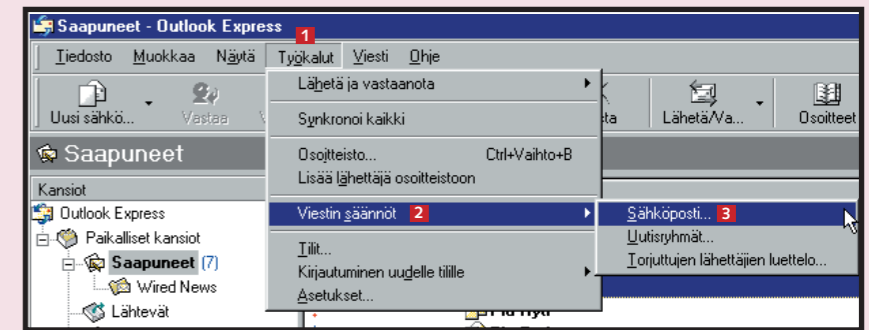 Saapuneet - Outlook Express
1
Tiedosto Muokkaa Näytä Työkalut Viesti Ohje
Uusi sähkö... Vastaa Lähetä/Va... Osoitteet
Lähetä ja vastaanota
Synkronoi kaikki
Osoitteisto... Ctrl+Vaihto+B
Lisää lähettäjä osoitteistoon
Viestin säännöt 2
Tilit...
Kirjautuminen uudelle tilille
Asetukset...
Sähköposti... 3
Uutisryhmät...
Torjuttujen lähettäjien luettelo...
Saapuneet
Kansiot
Outlook Express
Paikalliset kansiot
Saapuneet (7)
Wired News
Lähtevät